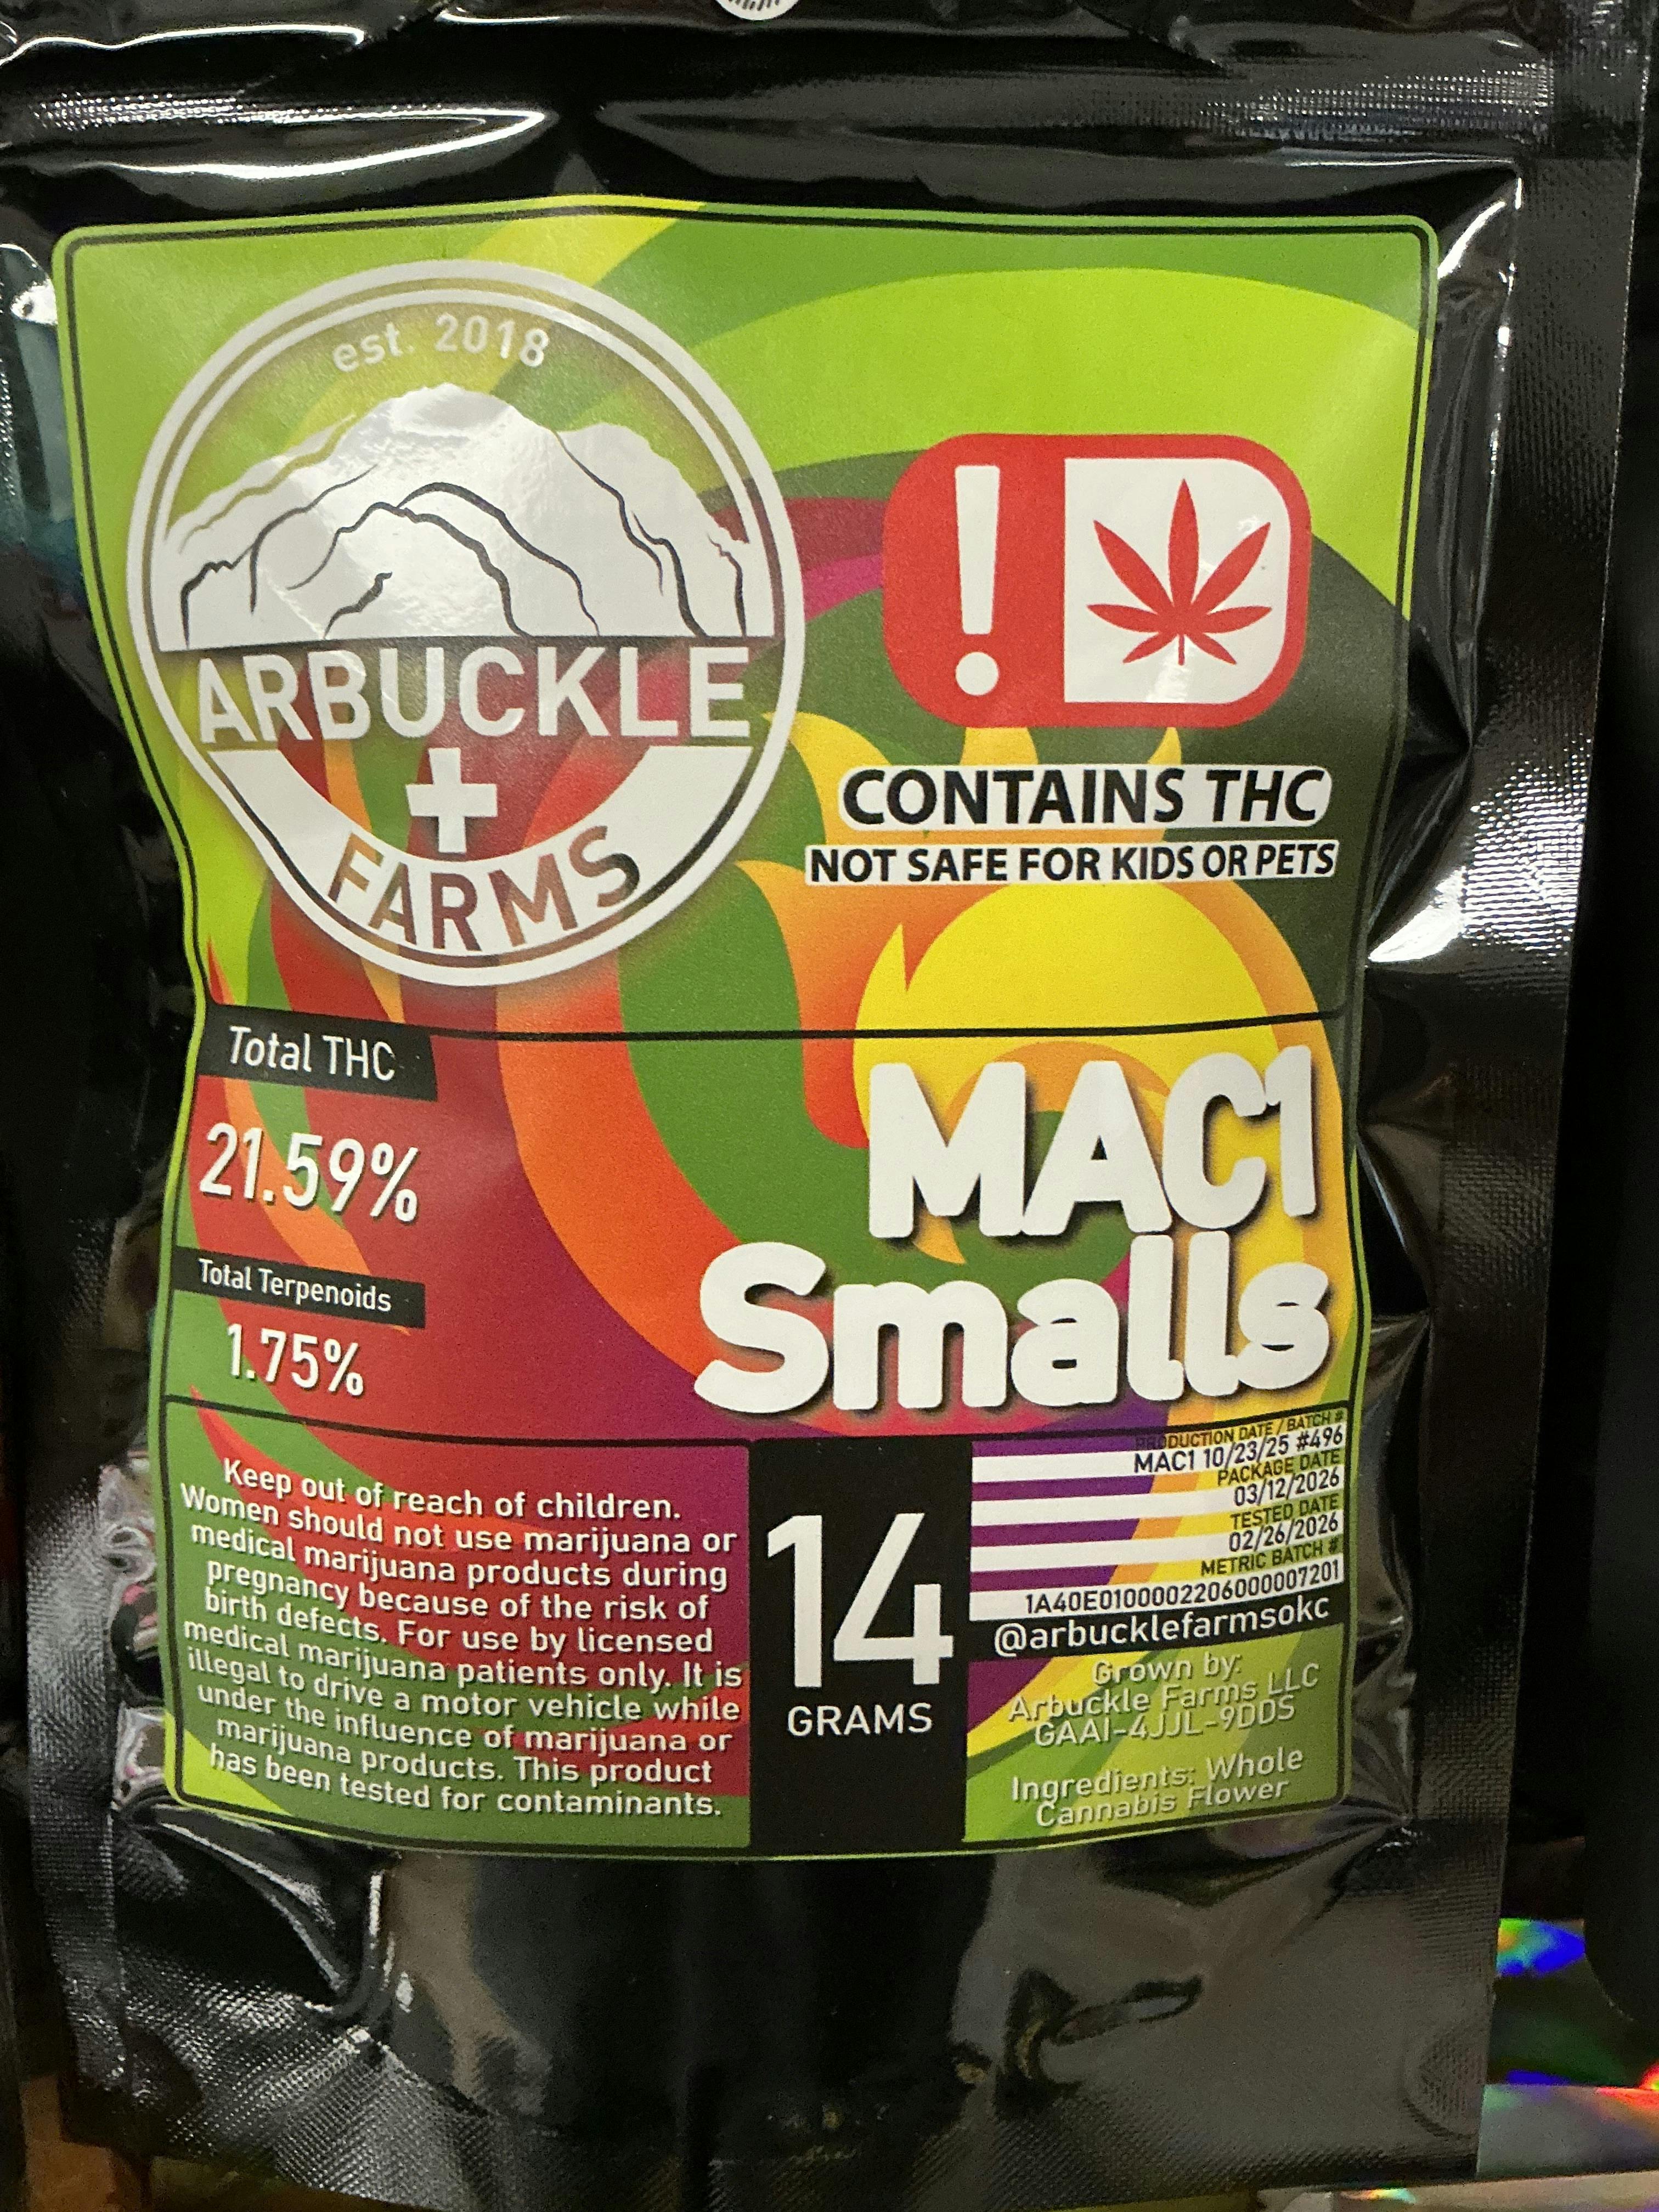 est. 2018
ARBUCKLE
FARMS
!
CONTAINS THC
NOT SAFE FOR KIDS OR PETS
Total THC
21.59%
Total Terpenoids
1.75%
MAC1
Smalls
Keep out of reach of children.
Women should not use marijuana or
medical marijuana products during
pregnancy because of the risk of
birth defects. For use by licensed
medical marijuana patients only. It is
illegal to drive a motor vehicle while
under the influence of marijuana or
marijuana products. This product
has been tested for contaminants.
14
GRAMS
PRODUCTION DATE / BATCH #
MAC1 10/23/25 #496
PACKAGE DATE
03/12/2026
TESTED DATE
02/26/2026
METRIC BATCH #
1A40E0100002206000007201
@arbucklefarmsokc
Grown by:
Arbuckle Farms LLC
GAAI-4JJL-9DDS
Ingredients: Whole
Cannabis Flower